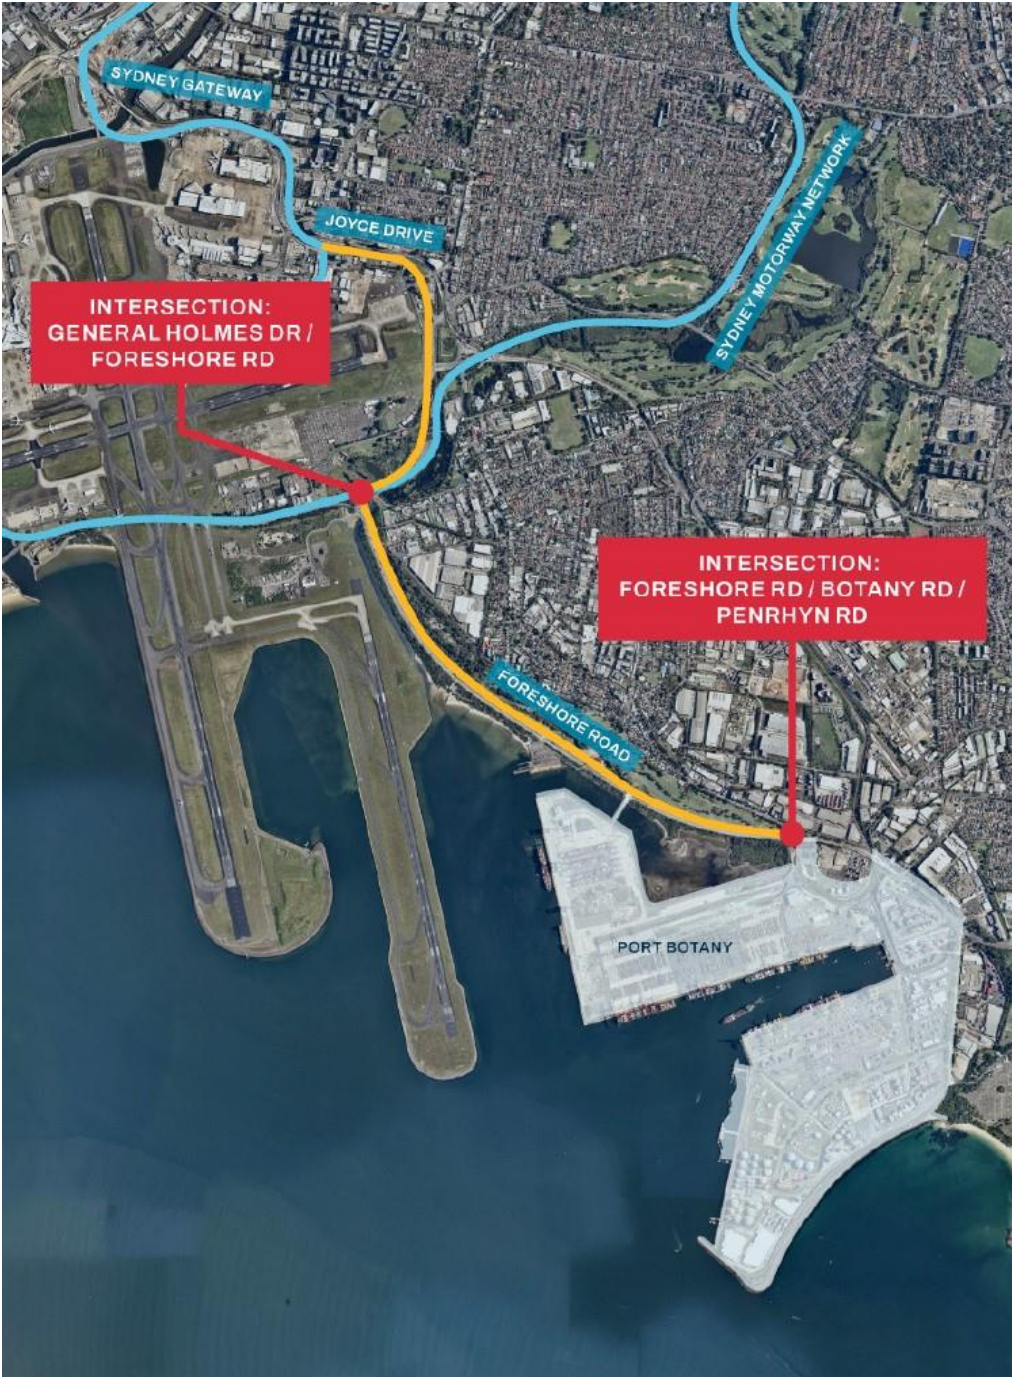 SYDNEY GATEWAY
JOYCE DRIVE
SYDNEY MOTORWAY NETWORK
INTERSECTION:
GENERAL HOLMES DR /
FORESHORE RD
INTERSECTION:
FORESHORE RD / BOTANY RD /
PENRHYN RD
FORESHORE ROAD
PORT BOTANY